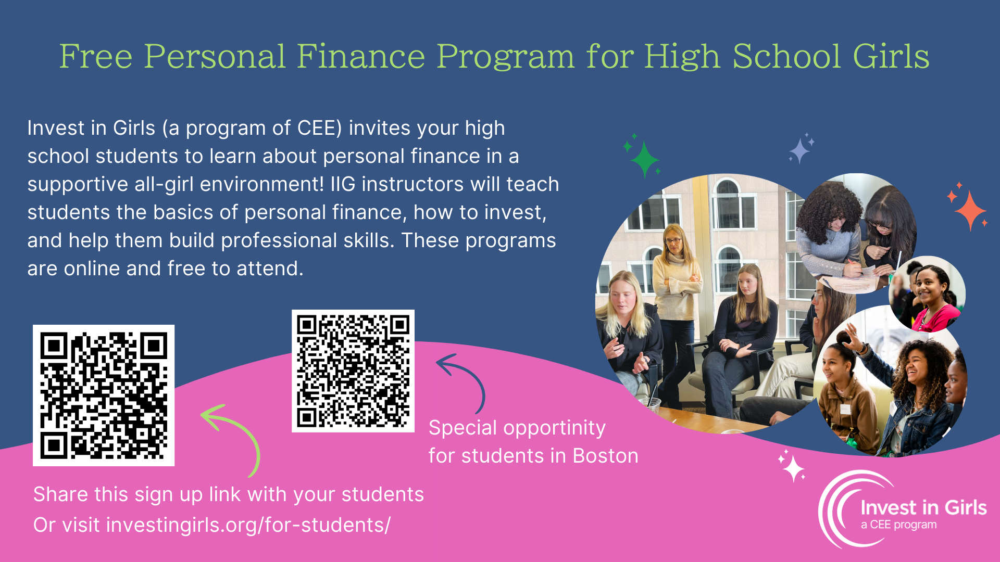 Free Personal Finance Program for High School Girls
Invest in Girls (a program of CEE) invites your high
school students to learn about personal finance in a
supportive all-girl environment! IIG instructors will teach
students the basics of personal finance, how to invest,
and help them build professional skills. These programs
are online and free to attend.
Special opportinity
for students in Boston
Share this sign up link with your students
Or visit investingirls.org/for-students/
Invest in Girls
a CEE program